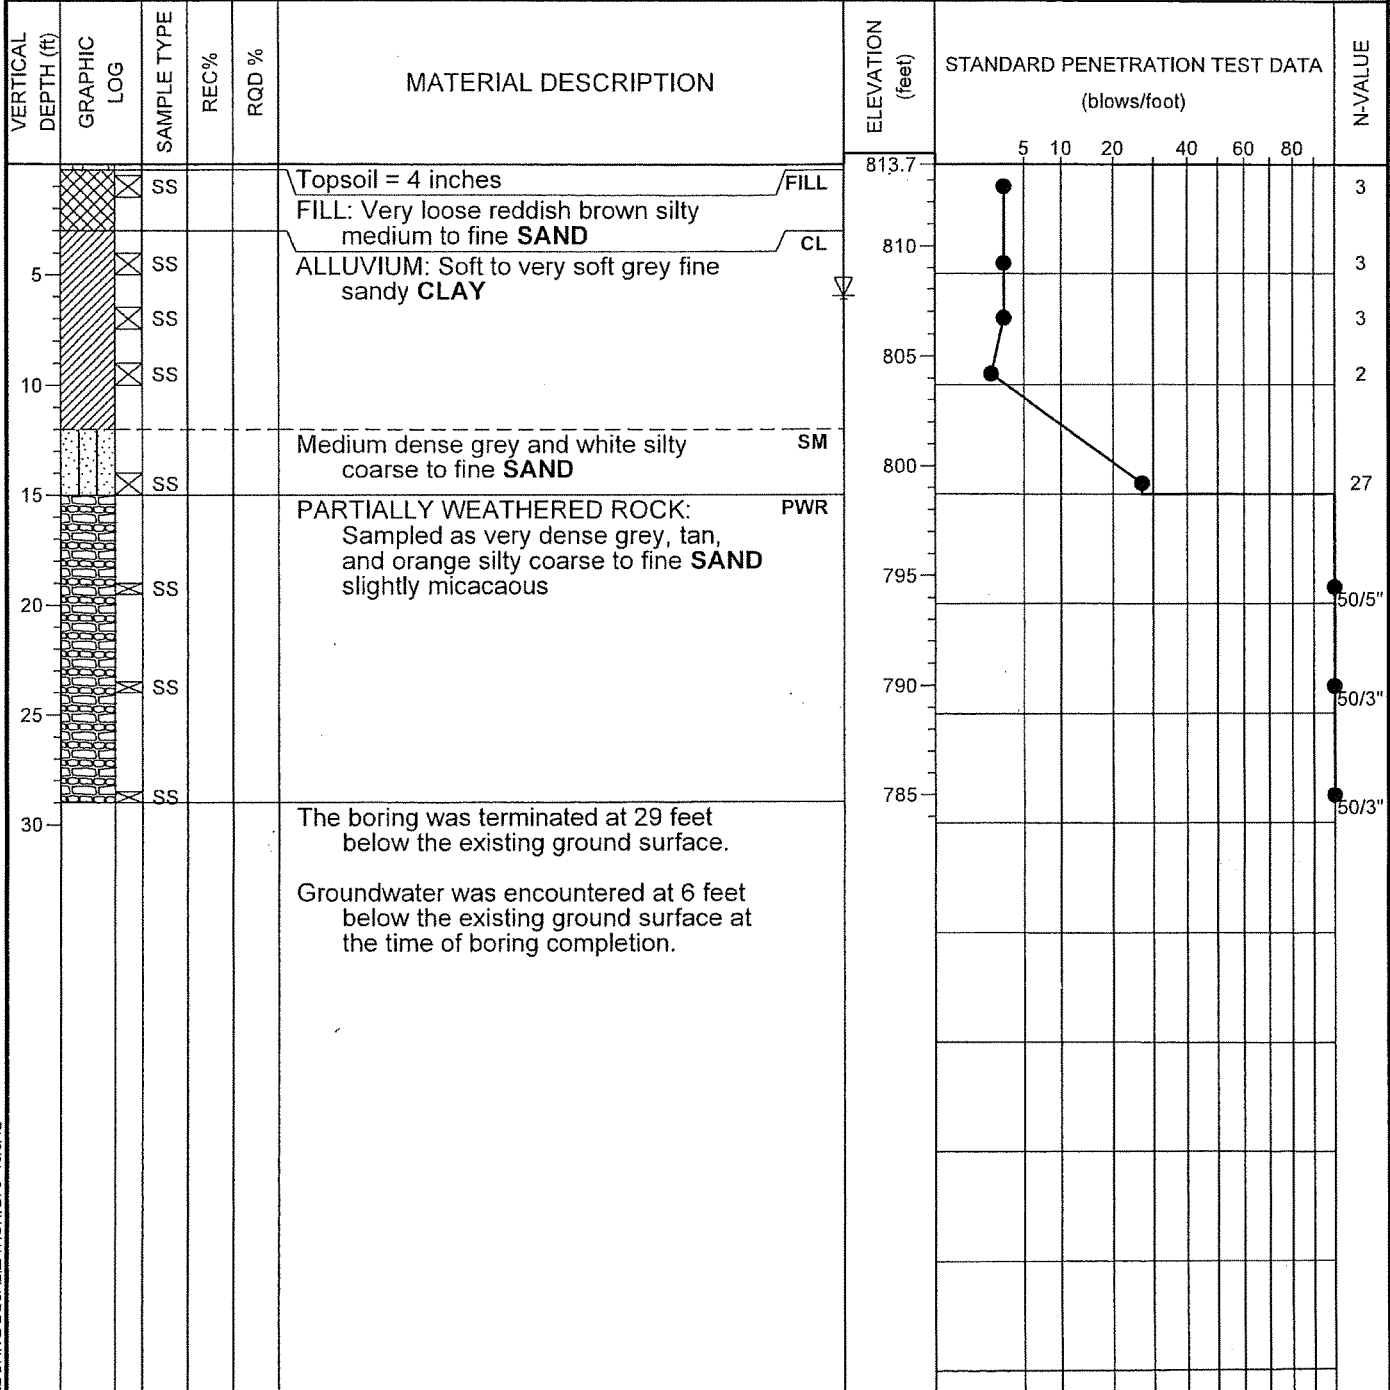 VERTICAL DEPTH (ft)
GRAPHIC LOG
SAMPLE TYPE
REC%
RQD %
MATERIAL DESCRIPTION
ELEVATION (feet)
STANDARD PENETRATION TEST DATA
(blows/foot)
N-VALUE
5 10 20 40 60 80
813.7
SS Topsoil = 4 inches FILL 3
FILL: Very loose reddish brown silty
medium to fine SAND
CL 810
5 SS ALLUVIUM: Soft to very soft grey fine 3
sandy CLAY
SS 3
805
10 SS 2
Medium dense grey and white silty SM
coarse to fine SAND 800
SS 27
15 PARTIALLY WEATHERED ROCK: PWR
Sampled as very dense grey, tan,
and orange silty coarse to fine SAND
SS slightly micacaous 795
20 50/5"
SS 790
50/3"
25
SS 785
50/3"
30 The boring was terminated at 29 feet
below the existing ground surface.
Groundwater was encountered at 6 feet
below the existing ground surface at
the time of boring completion.